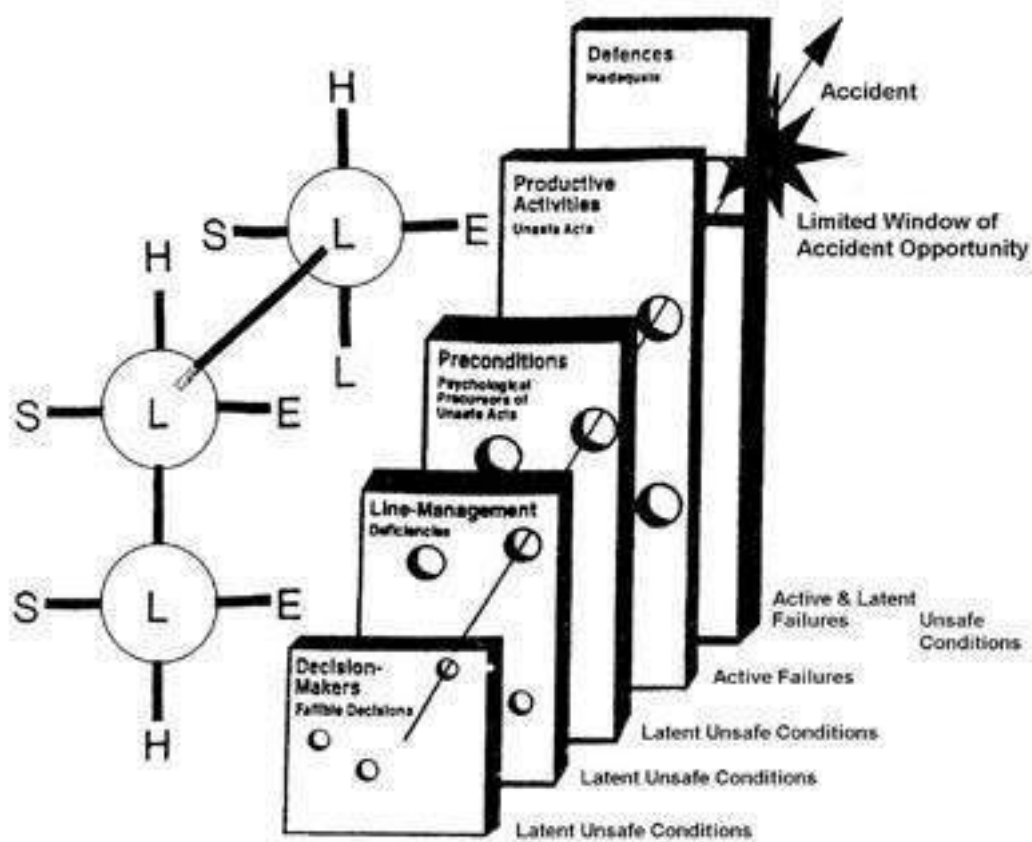 H
S
L
E
L
H
S
L
E
S
L
E
H
Defences
Inadequate
Accident
Productive
Activities
Unsafe Acts
Limited Window of
Accident Opportunity
Preconditions
Psychological
Precursors of
Unsafe Acts
Line-Management
Deficiencies
Decision-
Makers
Fallible Decisions
Active & Latent
Failures
Unsafe
Conditions
Active Failures
Latent Unsafe Conditions
Latent Unsafe Conditions
Latent Unsafe Conditions